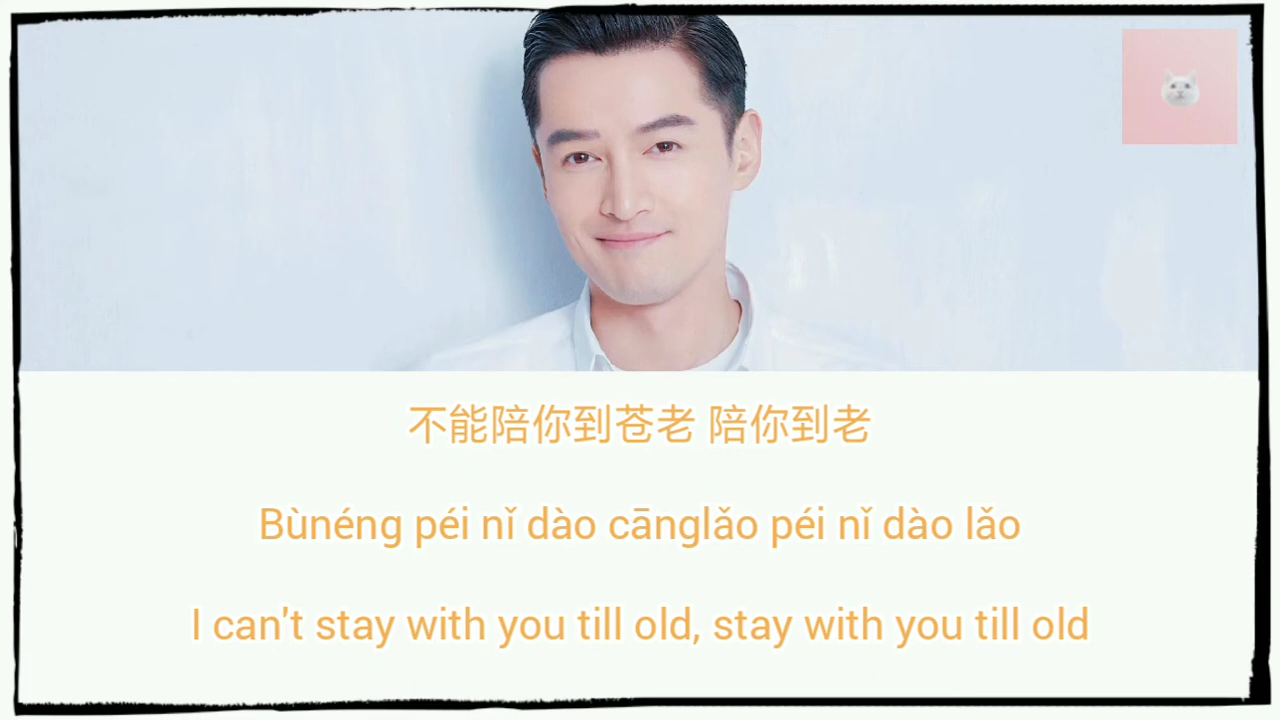 不能陪你到苍老 陪你到老
Bùnéng péi nǐ dào cānglǎo péi nǐ dào lǎo
I can't stay with you till old, stay with you till old